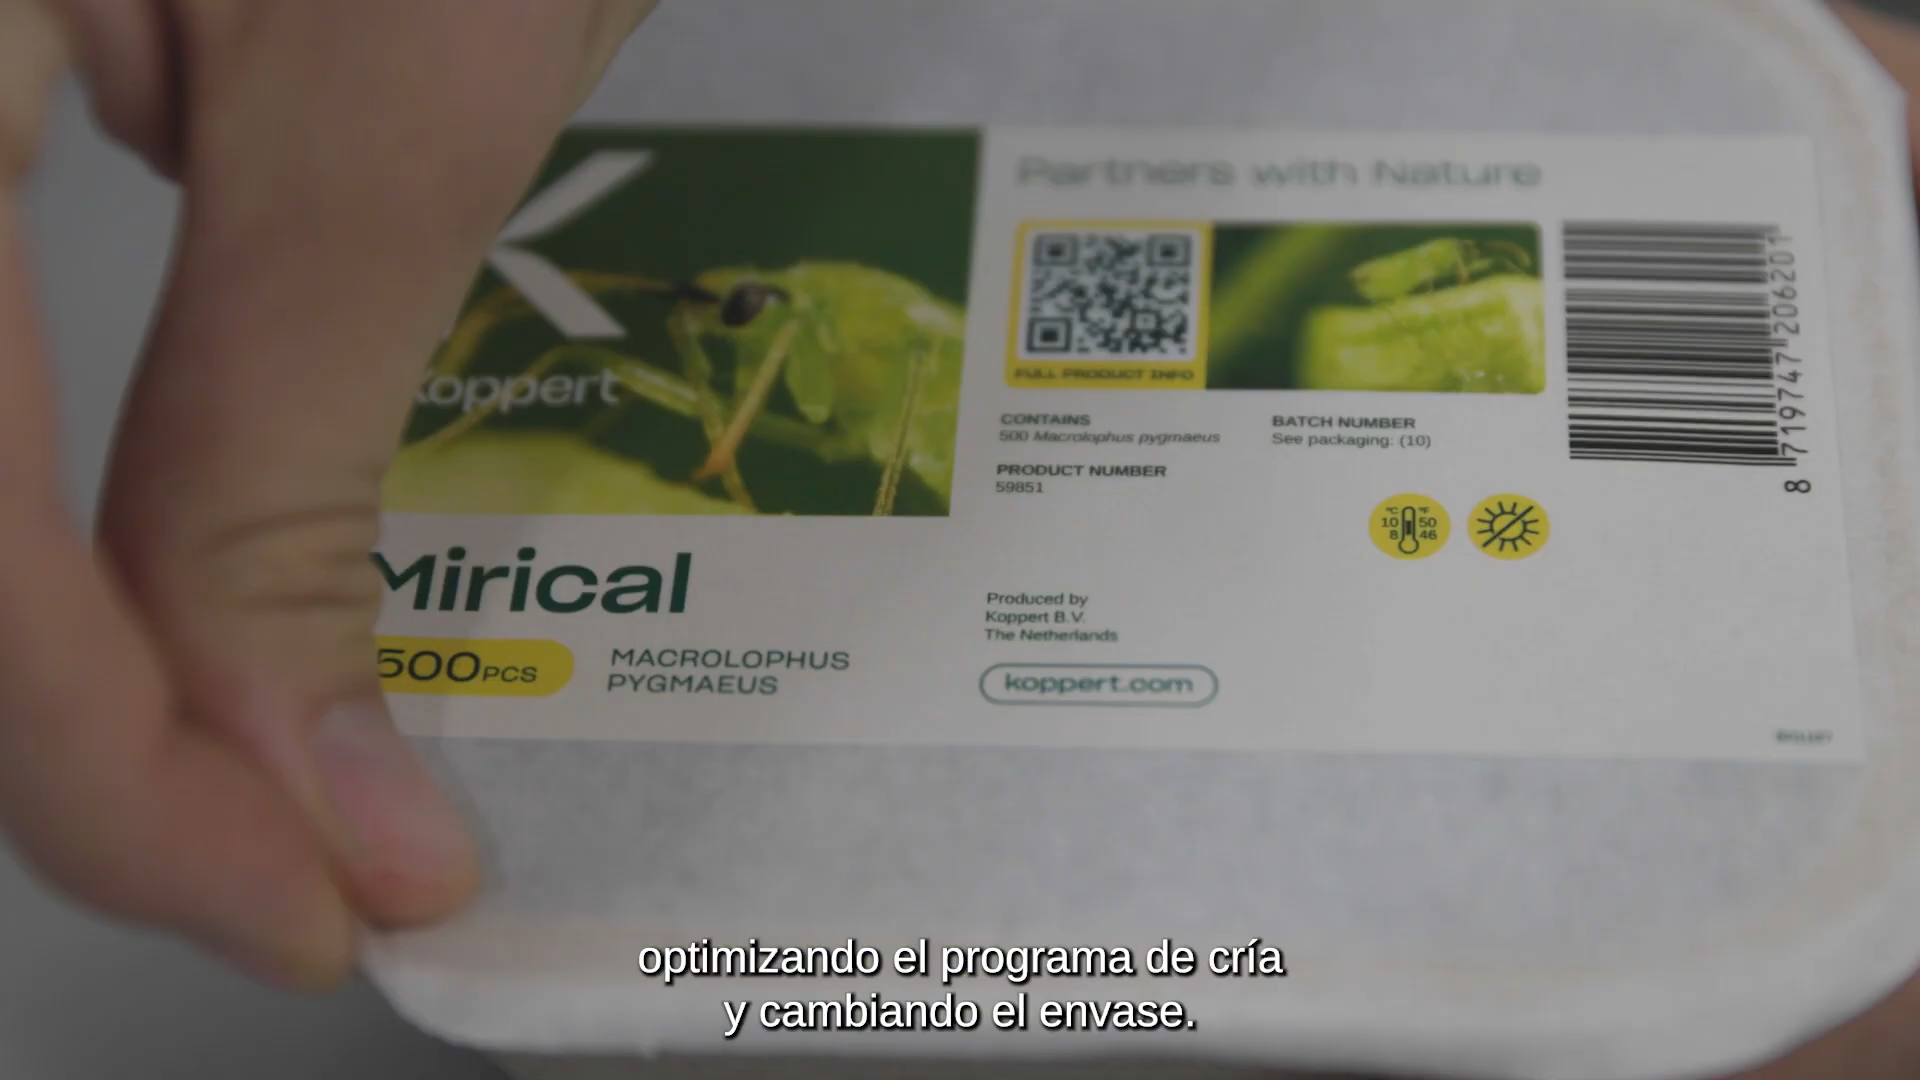 Koppert
Mirical
500PCS
MACROLOPHUS
PYGMAEUS
Partners with Nature
FULL PRODUCT INFO
CONTAINS
500 Macrolophus pygmaeus
PRODUCT NUMBER
59851
BATCH NUMBER
See packaging: (10)
8 719747 206201
°C °F
10 50
8 46
Produced by
Koppert B.V.
The Netherlands
koppert.com
optimizando el programa de cría
y cambiando el envase.